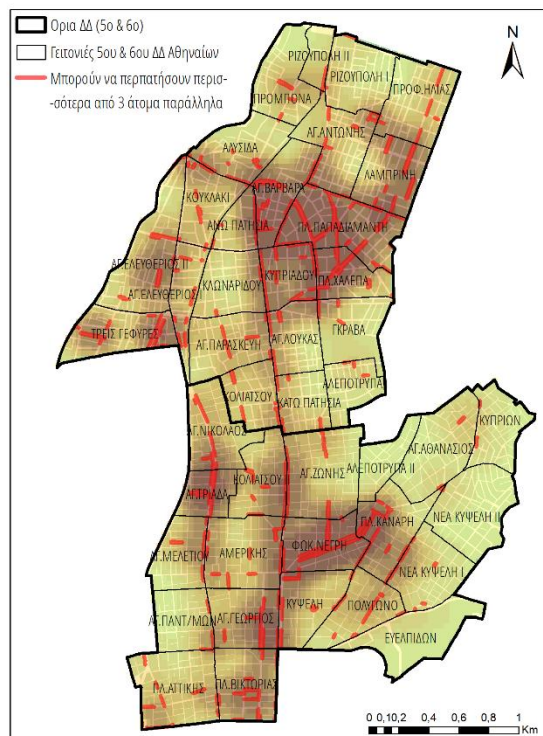 Ορια ΔΔ (5ο & 6ο)
Γειτονιές 5ου & 6ου ΔΔ Αθηναίων
Μπορούν να περπατήσουν περισ-
-σότερα από 3 άτομα παράλληλα
N
ΡΙΖΟΥΠΟΛΗ ΙΙ
ΡΙΖΟΥΠΟΛΗ Ι
ΠΡΟΦ.ΗΛΙΑΣ
ΠΡΟΜΠΟΝΑ
ΑΓ.ΑΝΤΩΝΗΣ
ΑΛΥΣΙΔΑ
ΛΑΜΠΡΙΝΗ
ΚΟΥΚΛΑΚΙ
ΑΓ.ΒΑΡΒΑΡΑ
ΑΝΩ ΠΑΤΗΣΙΑ
ΠΛ.ΠΑΠΑΔΙΑΜΑΝΤΗ
ΑΓ.ΕΛΕΥΘΕΡΙΟΣ ΙΙ
ΚΥΠΡΙΑΔΟΥ
ΠΛ.ΧΑΛΕΠΑ
ΚΛΩΝΑΡΙΔΟΥ
ΑΓ.ΕΛΕΥΘΕΡΙΟΣ Ι
ΤΡΕΙΣ ΓΕΦΥΡΕΣ
ΓΚΡΑΒΑ
ΑΓ.ΛΟΥΚΑΣ
ΑΓ.ΠΑΡΑΣΚΕΥΗ
ΑΛΕΠΟΤΡΥΠΑ
ΚΟΛΙΑΤΣΟΥ
ΚΑΤΩ ΠΑΤΗΣΙΑ
ΚΥΠΡΙΩΝ
ΑΓ.ΝΙΚΟΛΑΟΣ
ΑΓ.ΑΘΑΝΑΣΙΟΣ
ΑΓ.ΖΩΝΗΣ
ΑΛΕΠΟΤΡΥΠΑ ΙΙ
ΚΟΛΙΑΤΣΟΥ ΙΙ
ΑΓ.ΤΡΙΑΔΑ
ΝΕΑ ΚΥΨΕΛΗ ΙΙ
ΠΛ.ΚΑΝΑΡΗ
ΦΩΚ.ΝΕΓΡΗ
ΑΜΕΡΙΚΗΣ
ΑΓ.ΜΕΛΕΤΙΟΥ
ΝΕΑ ΚΥΨΕΛΗ Ι
ΚΥΨΕΛΗ
ΠΟΛΥΓΩΝΟ
ΑΓ.ΠΑΝΤ/ΜΩΝ
ΑΓ.ΓΕΩΡΓΙΟΣ
ΕΥΕΛΠΙΔΩΝ
ΠΛ.ΑΤΤΙΚΗΣ
ΠΛ.ΒΙΚΤΩΡΙΑΣ
0 0,10,2 0,4 0,6 0,8 1
Km